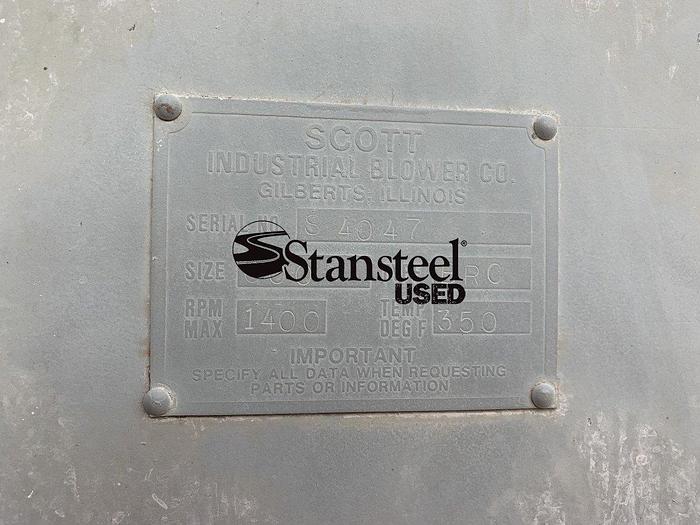 SCOTT
INDUSTRIAL BLOWER CO.
GILBERTS, ILLINOIS
SERIAL NO. S 4047
Stansteel®
USED
SIZE
RPM MAX 1400 TEMP DEG F 350
IMPORTANT
SPECIFY ALL DATA WHEN REQUESTING
PARTS OR INFORMATION